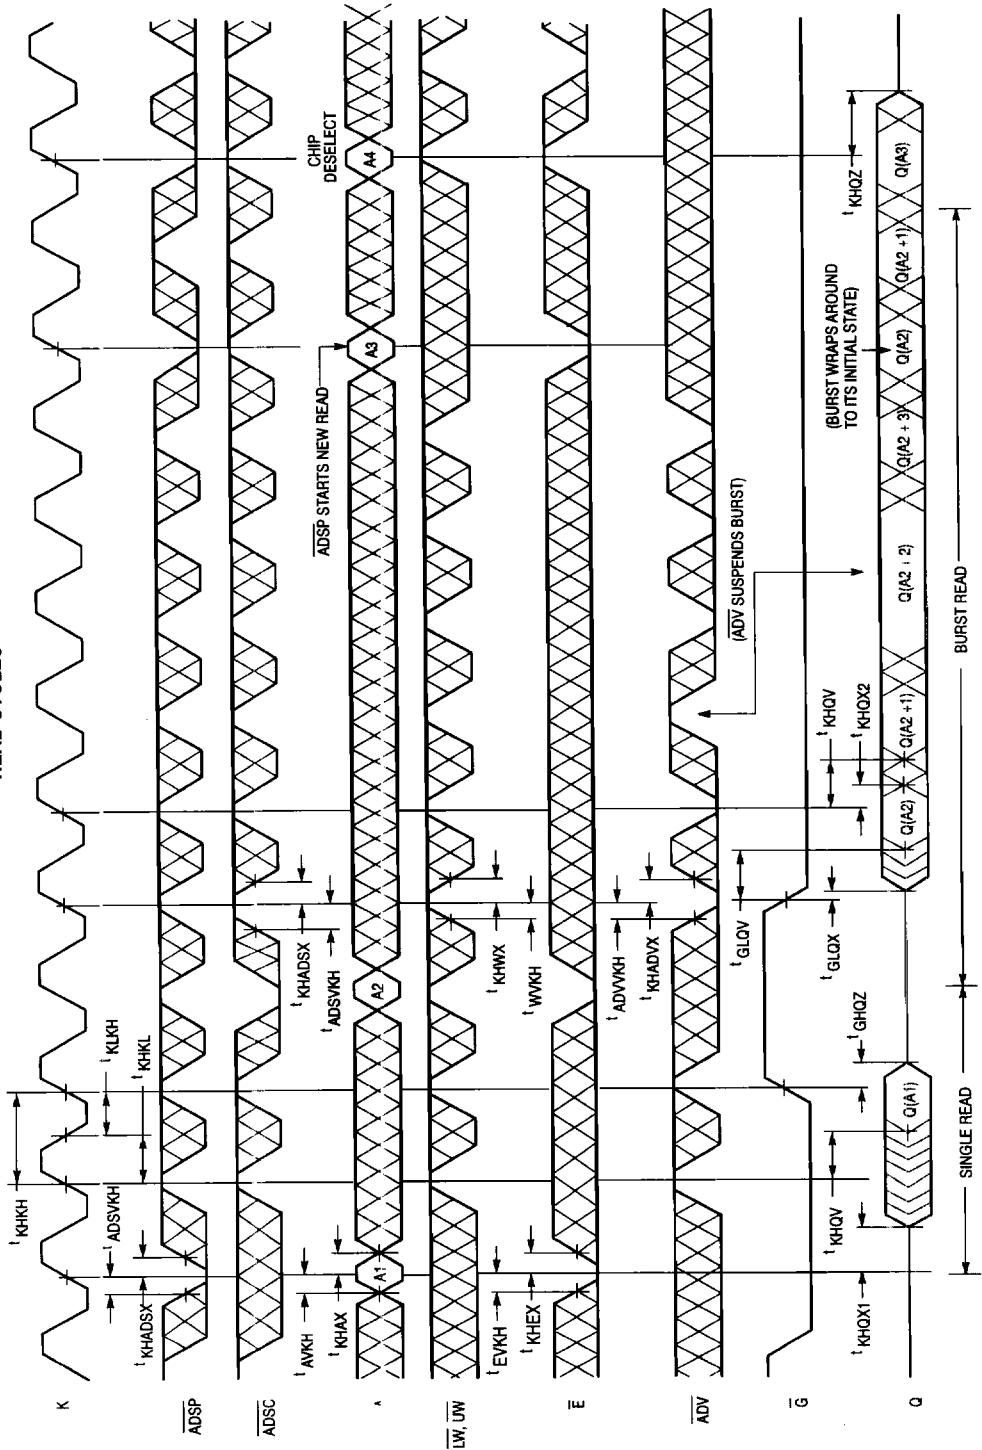 READ CYCLES
K
t KHKH
t KLKH
t KHKL
t ADSVKH
t KHADSX
ADSP
ADSC
t KHADSX
t ADSVKH
CHIP
DESELECT
ADSP STARTS NEW READ
A
A1
A2
A3
A4
t AVKH
t KHAX
LW, UW
t KHWX
t WVKH
E
t EVKH
t KHEX
t ADVVKH
t KHADVX
ADV
(ADV SUSPENDS BURST)
G
t GLQV
t GLQX
t GHQZ
t KHQV
t KHQX2
(BURST WRAPS AROUND
TO ITS INITIAL STATE)
t KHQZ
t KHQX1
t KHQV
Q
Q(A1)
Q(A2)
Q(A2 +1)
Q(A2 + 2)
Q(A2 + 3)
Q(A2)
Q(A2 +1)
Q(A3)
SINGLE READ
BURST READ